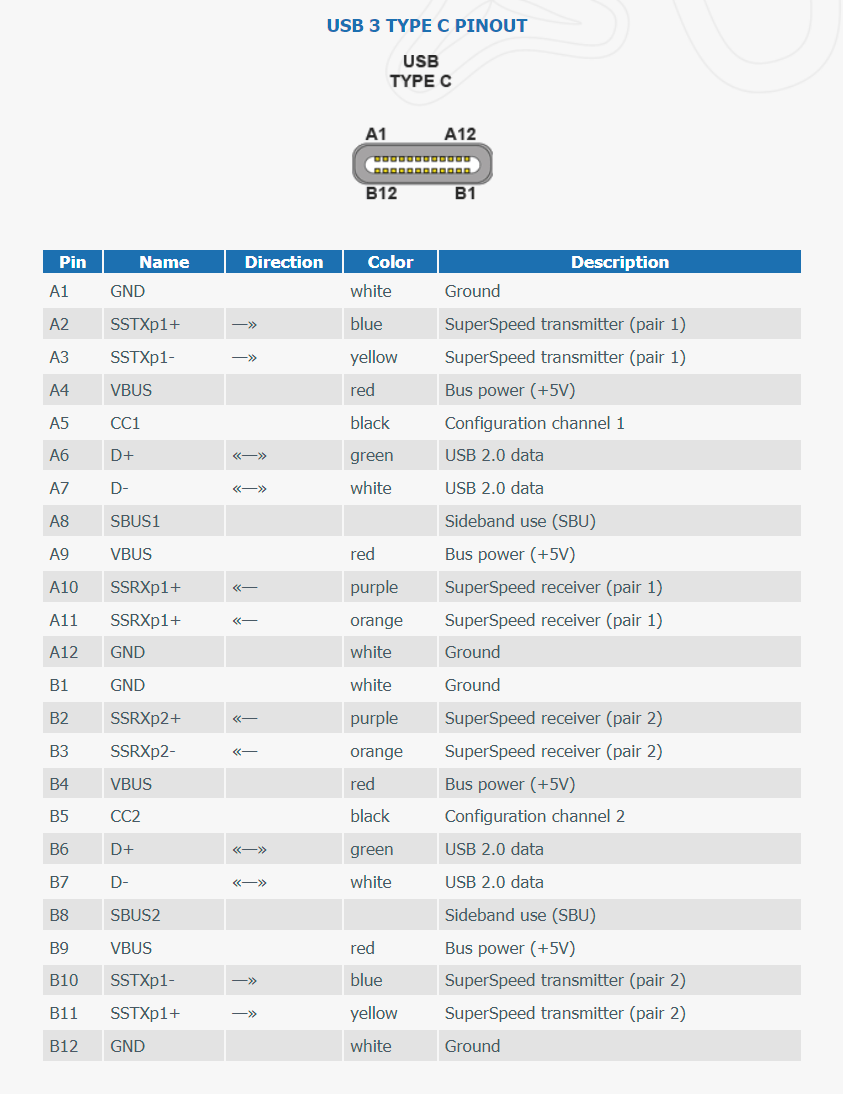 USB 3 TYPE C PINOUT
USB
TYPE C
A1 A12
B12 B1
Pin Name Direction Color Description
A1 GND white Ground
A2 SSTXp1+ —» blue SuperSpeed transmitter (pair 1)
A3 SSTXp1- —» yellow SuperSpeed transmitter (pair 1)
A4 VBUS red Bus power (+5V)
A5 CC1 black Configuration channel 1
A6 D+ «—» green USB 2.0 data
A7 D- «—» white USB 2.0 data
A8 SBUS1 Sideband use (SBU)
A9 VBUS red Bus power (+5V)
A10 SSRXp1+ «— purple SuperSpeed receiver (pair 1)
A11 SSRXp1+ «— orange SuperSpeed receiver (pair 1)
A12 GND white Ground
B1 GND white Ground
B2 SSRXp2+ «— purple SuperSpeed receiver (pair 2)
B3 SSRXp2- «— orange SuperSpeed receiver (pair 2)
B4 VBUS red Bus power (+5V)
B5 CC2 black Configuration channel 2
B6 D+ «—» green USB 2.0 data
B7 D- «—» white USB 2.0 data
B8 SBUS2 Sideband use (SBU)
B9 VBUS red Bus power (+5V)
B10 SSTXp1- —» blue SuperSpeed transmitter (pair 2)
B11 SSTXp1+ —» yellow SuperSpeed transmitter (pair 2)
B12 GND white Ground